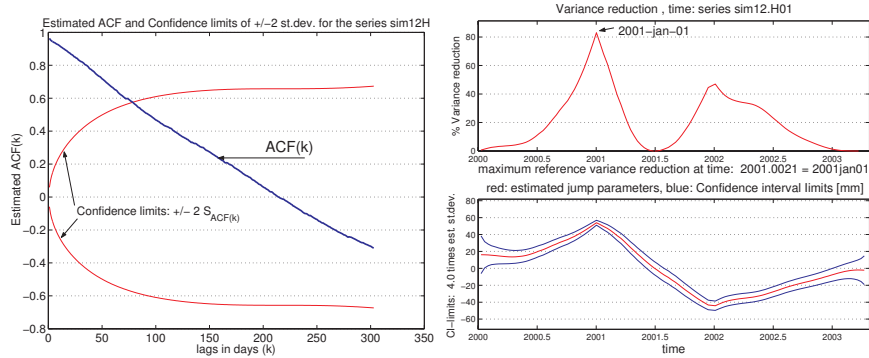 Estimated ACF and Confidence limits of +/-2 st.dev. for the series sim12H
1
0.8
0.6
0.4
0.2
0
−0.2
−0.4
−0.6
−0.8
Estimated ACF(k)
ACF(k)
Confidence limits: +/− 2 S_ACF(k)
0 50 100 150 200 250 300 350
lags in days (k)
Variance reduction , time: series sim12.H01
80
60
40
20
0
% Variance reduction
2001−jan−01
2000 2000.5 2001 2001.5 2002 2002.5 2003
maximum reference variance reduction at time: 2001.0021 = 2001jan01
red: estimated jump parameters, blue: Confidence interval limits [mm]
80
60
40
20
0
−20
−40
−60
CI−limits: 4.0 times est. st.dev.
2000 2000.5 2001 2001.5 2002 2002.5 2003
time